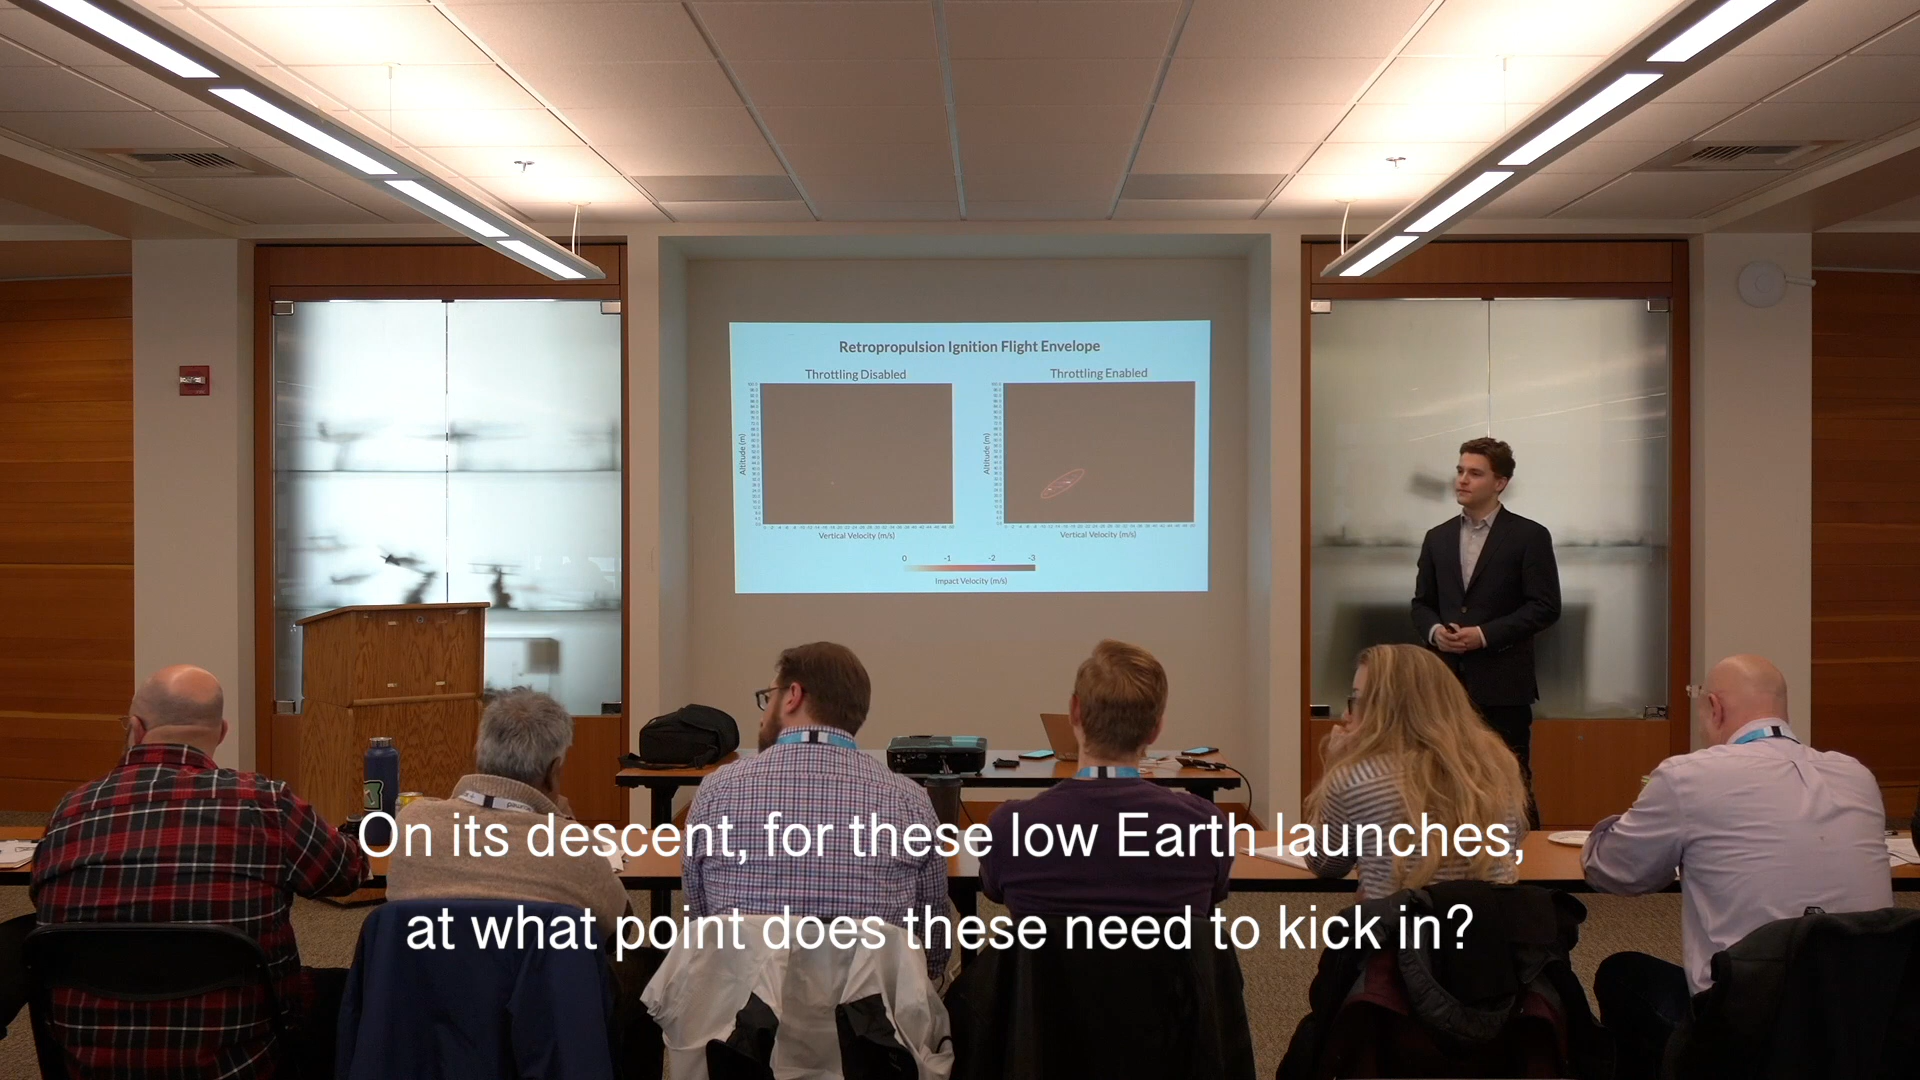 Retropropulsion Ignition Flight Envelope
Throttling Disabled
Throttling Enabled
Altitude (m)
Altitude (m)
Vertical Velocity (m/s)
Vertical Velocity (m/s)
0 -1 -2 -3
Impact Velocity (m/s)
On its descent, for these low Earth launches,
at what point does these need to kick in?